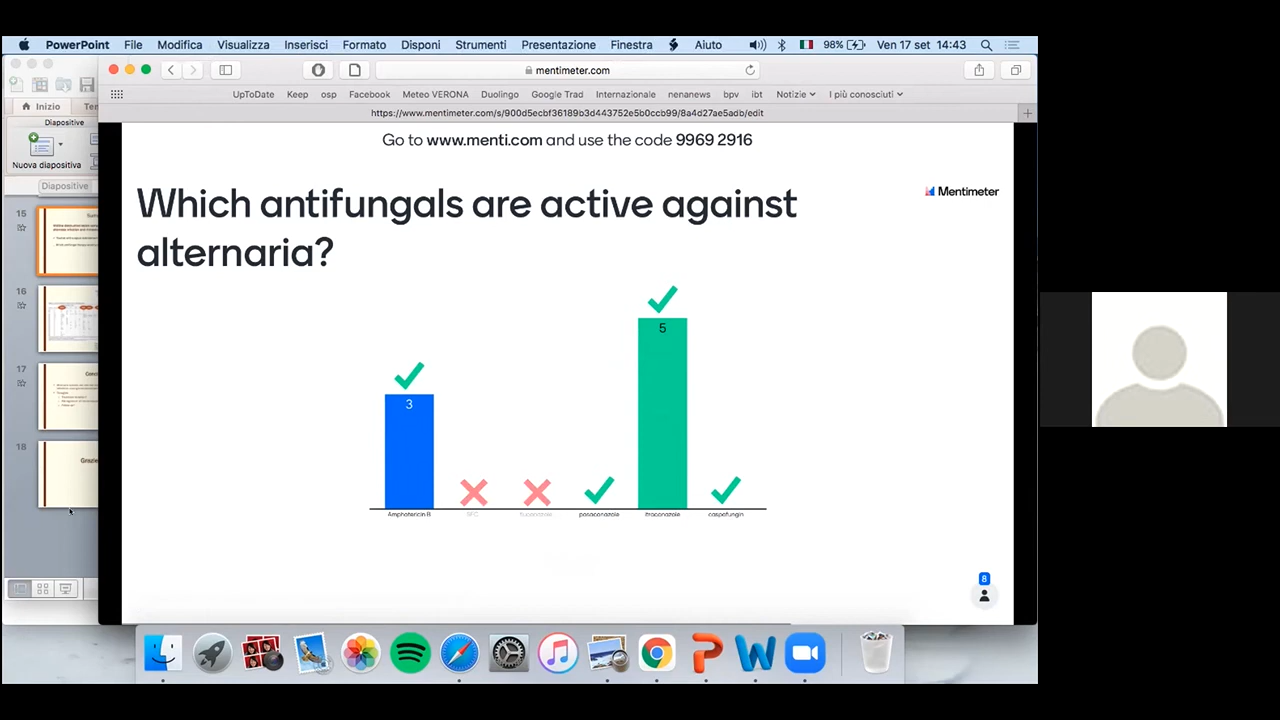 PowerPoint File Modifica Visualizza Inserisci Formato Disponi Strumenti Presentazione Finestra Aiuto 98% Ven 17 set 14:43
mentimeter.com
UpToDate Keep osp Facebook Meteo VERONA Duolingo Google Trad Internazionale nenanews bpv ibt Notizie I più conosciuti
https://www.mentimeter.com/s/900d5ecbf36189b3d443752e5b0ccb99/8a4d27ae5adb/edit
Inizio
Diapositive
Nuova diapositiva
Diapositive
15
16
17
18
Go to www.menti.com and use the code 9969 2916
Mentimeter
Which antifungals are active against
alternaria?
3
5
Amphotericin B 5FC fluconazole posaconazole itraconazole caspofungin
8